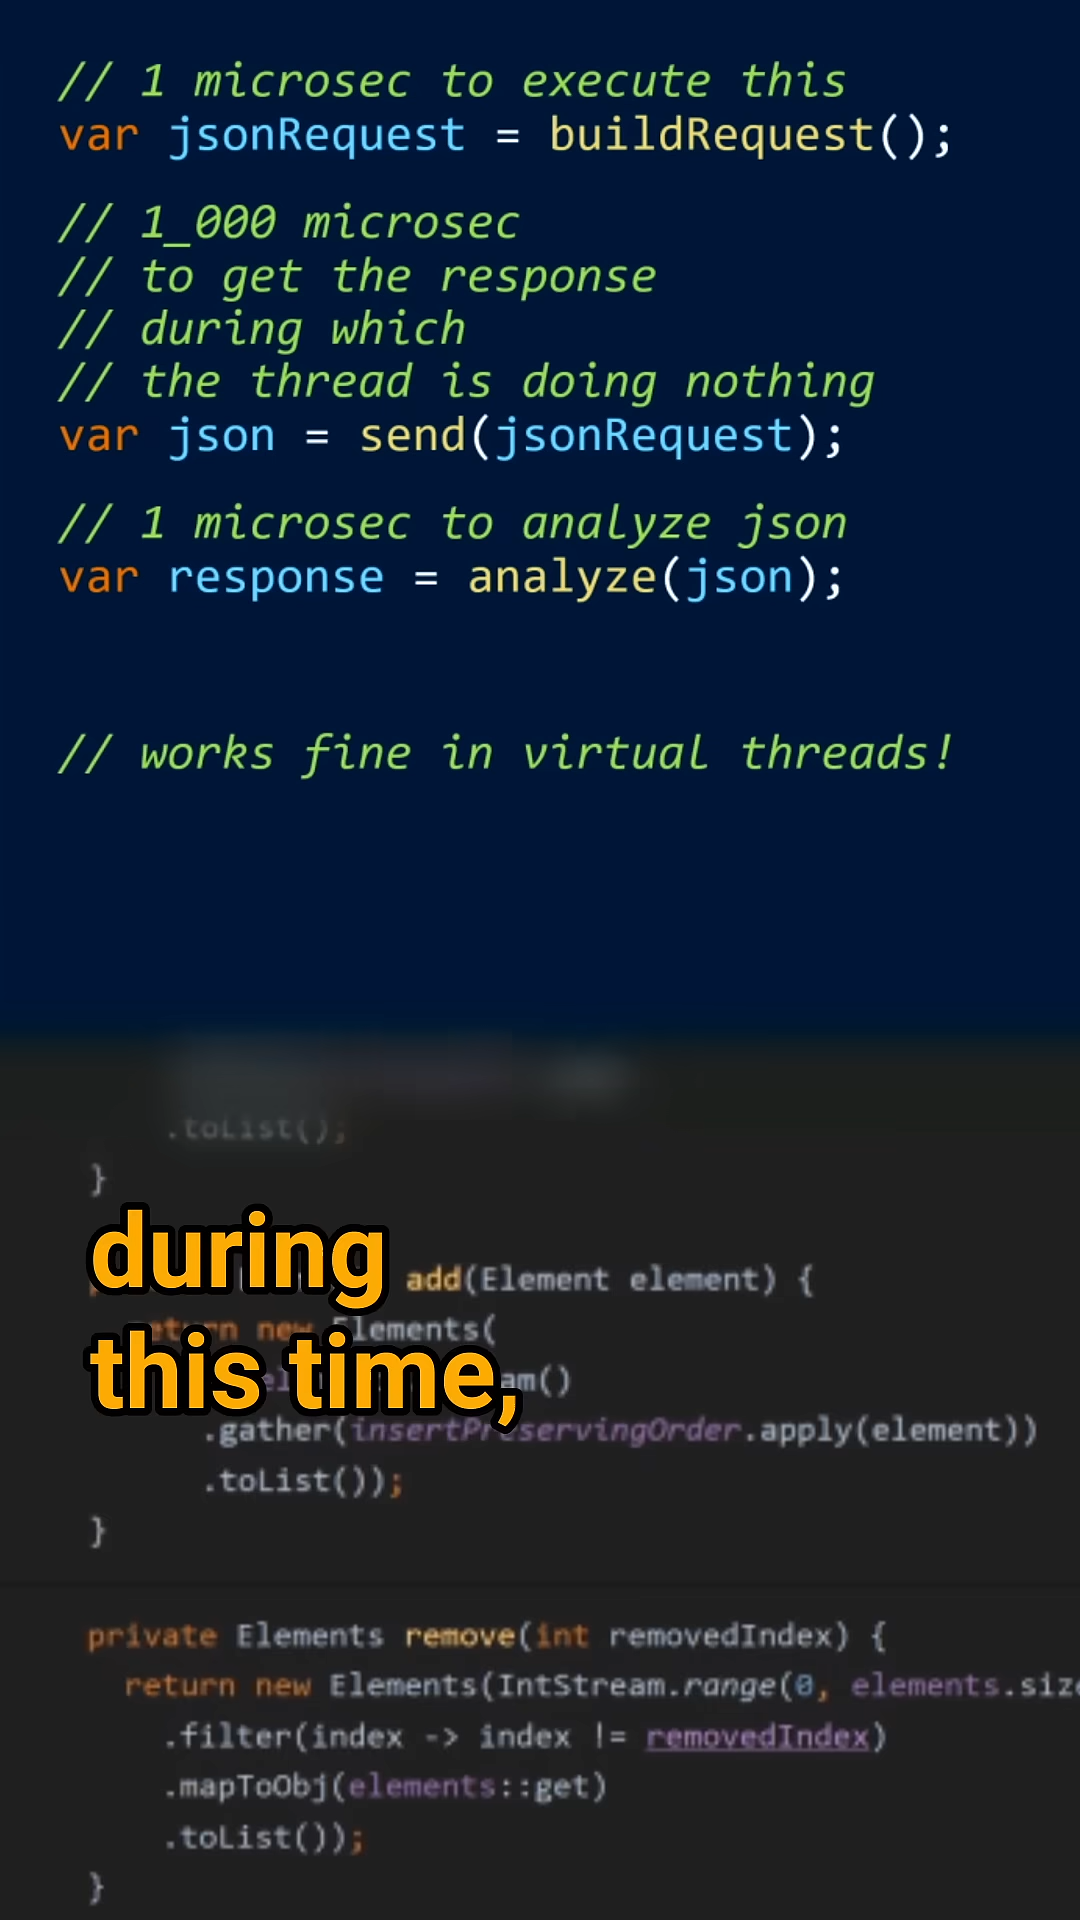 // 1 microsec to execute this
var jsonRequest = buildRequest();
// 1_000 microsec
// to get the response
// during which
// the thread is doing nothing
var json = send(jsonRequest);
// 1 microsec to analyze json
var response = analyze(json);
// works fine in virtual threads!
.toList();
}
during
add(Element element) {
return new Elements(
this time,
.gather(insertPreservingOrder.apply(element))
.toList());
}
private Elements remove(int removedIndex) {
return new Elements(IntStream.range(0, elements.size
.filter(index -> index != removedIndex)
.mapToObj(elements::get)
.toList());
}